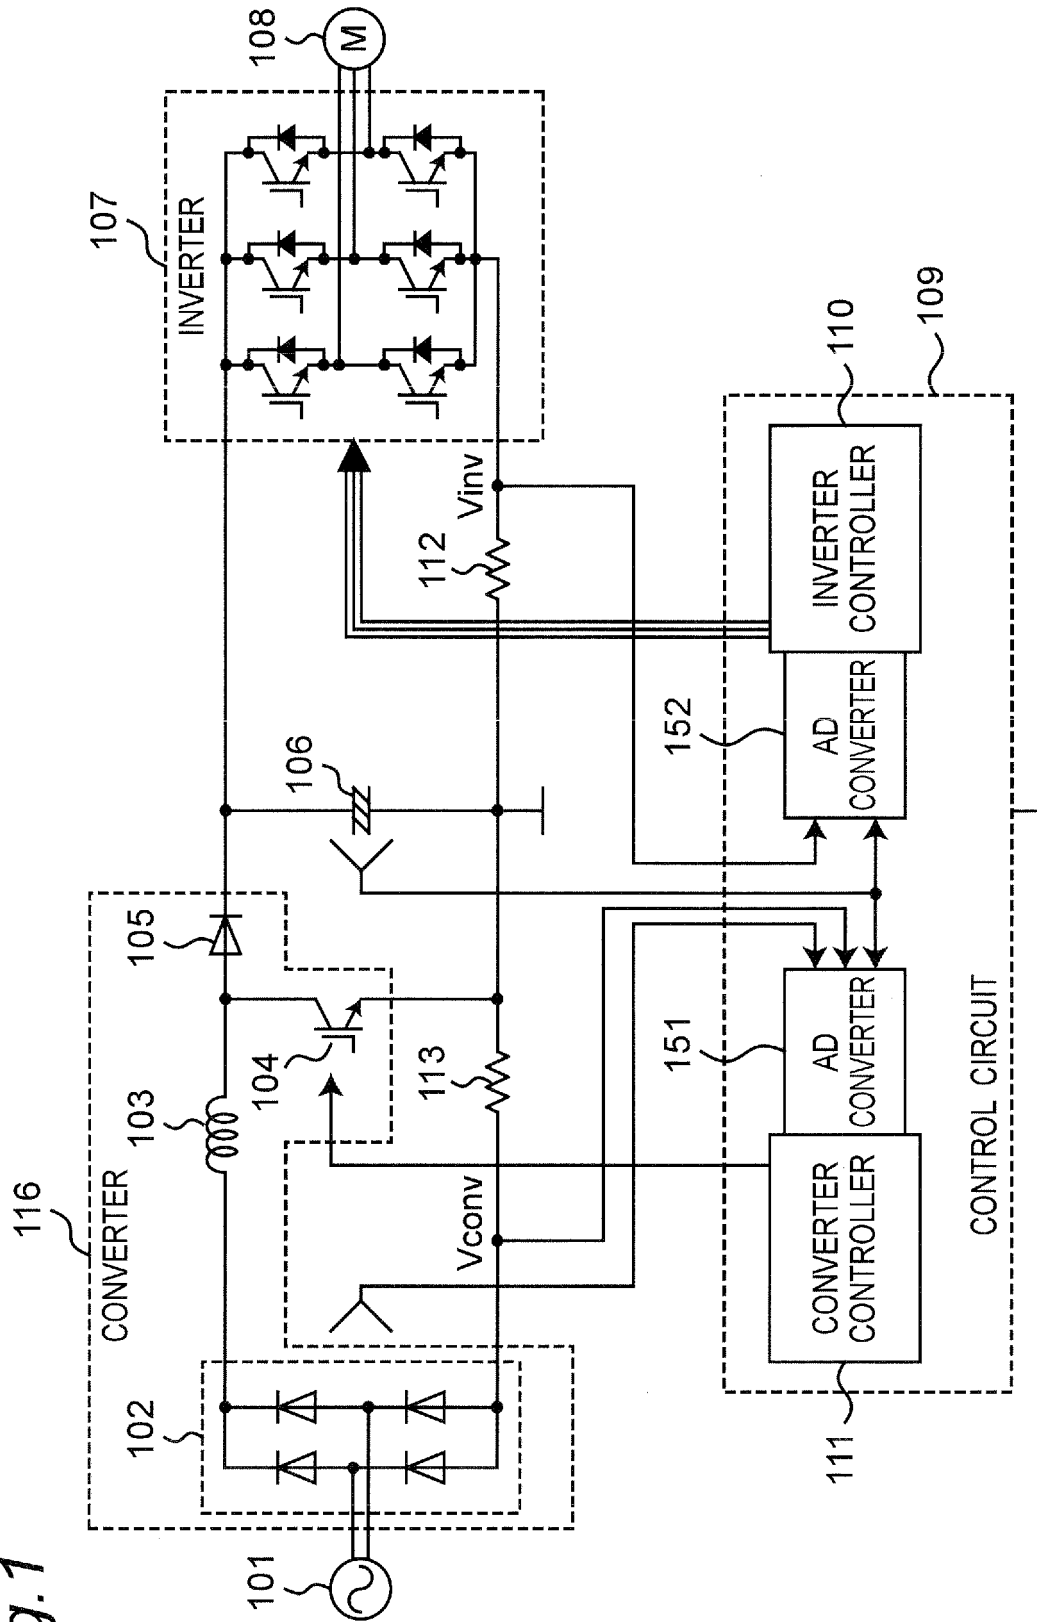 g.1
101
102
116
CONVERTER
103
104
105
106
107
INVERTER
108
M
Vconv
113
112
Vinv
111
CONVERTER
CONTROLLER
151
AD
CONVERTER
152
AD
CONVERTER
INVERTER
CONTROLLER
110
109
CONTROL CIRCUIT